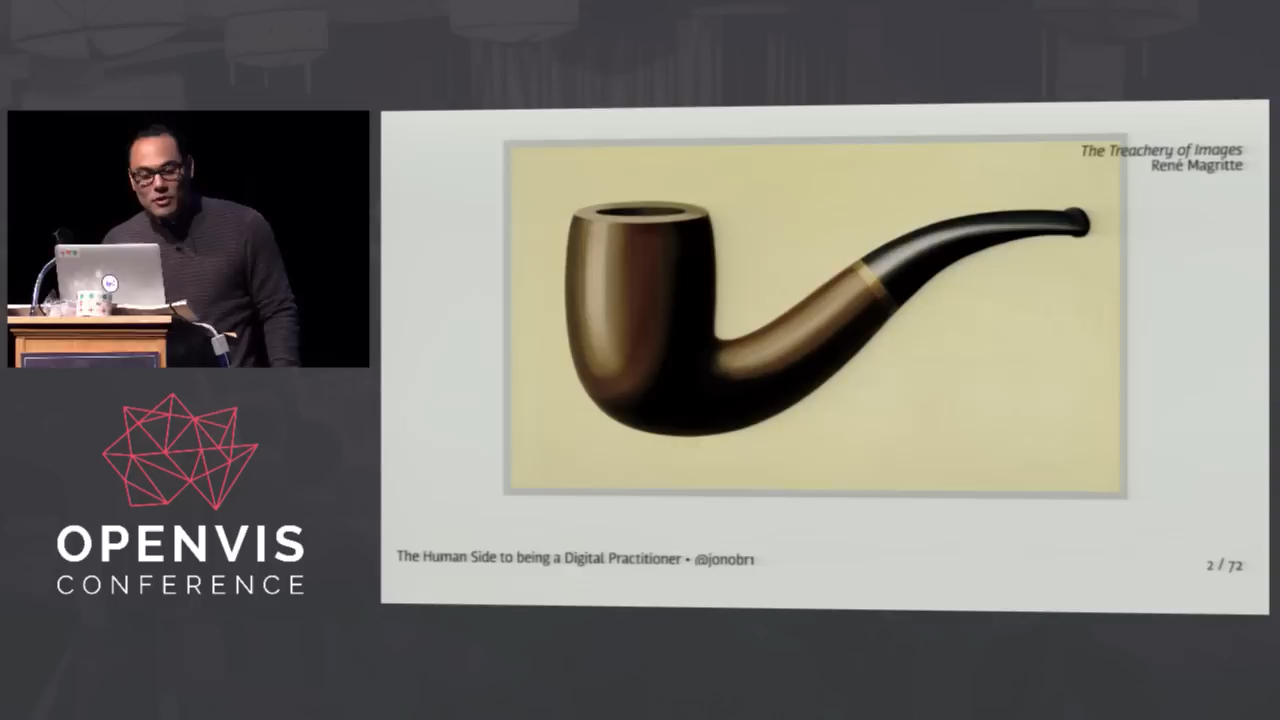 The Treachery of Images
René Magritte
The Human Side to being a Digital Practitioner • @jonobr1
2 / 72
OPENVIS
CONFERENCE